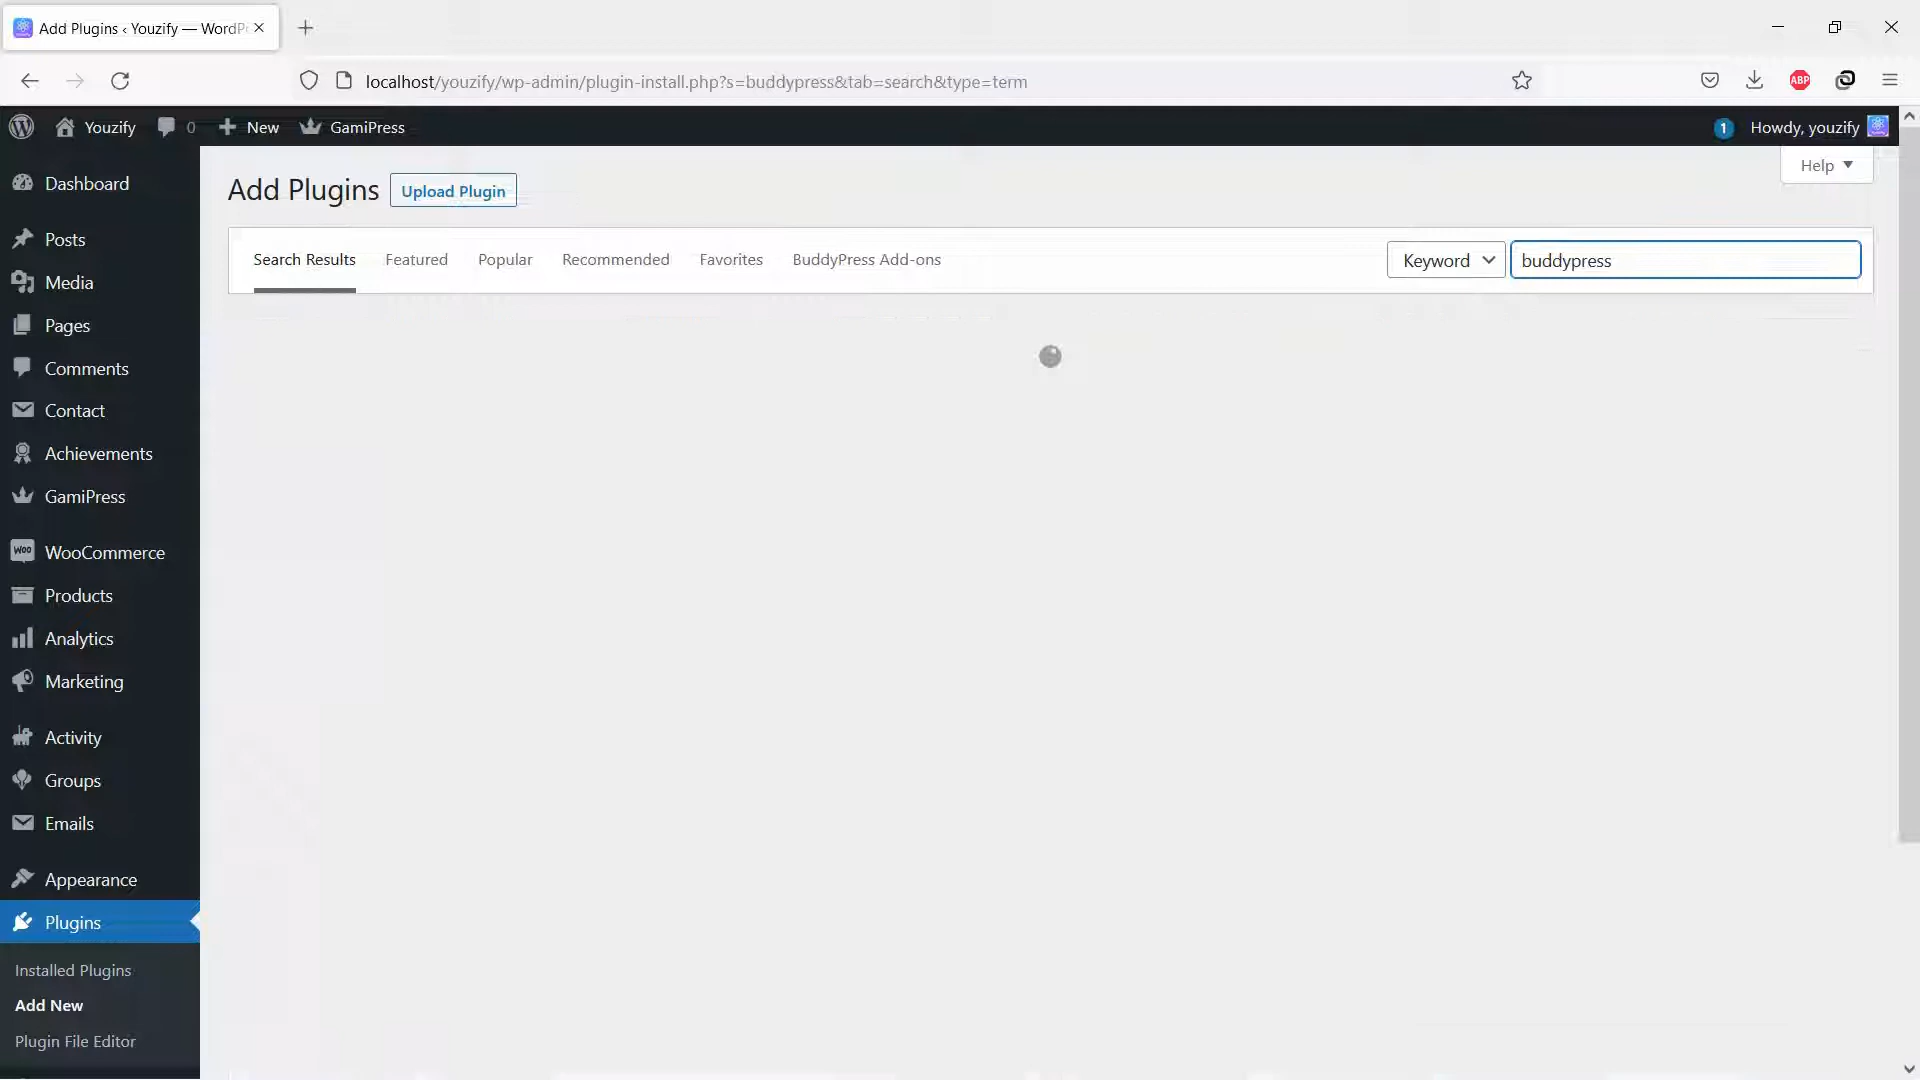 Add Plugins ‹ Youzify — WordPr
localhost/youzify/wp-admin/plugin-install.php?s=buddypress&tab=search&type=term
ABP
Youzify 0 New GamiPress 1 Howdy, youzify
Help
Add Plugins Upload Plugin
Search Results Featured Popular Recommended Favorites BuddyPress Add-ons Keyword buddypress
Dashboard
Posts
Media
Pages
Comments
Contact
Achievements
GamiPress
Woo WooCommerce
Products
Analytics
Marketing
Activity
Groups
Emails
Appearance
Plugins
Installed Plugins
Add New
Plugin File Editor